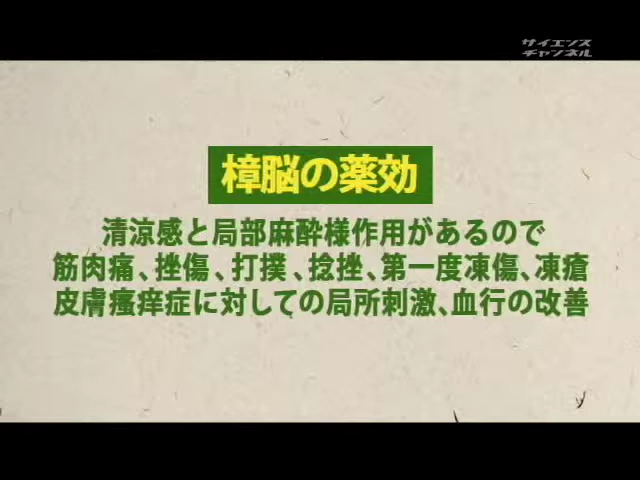 サイエンス
チャンネル
樟脳の薬効
清涼感と局部麻酔様作用があるので
筋肉痛、挫傷、打撲、捻挫、第一度凍傷、凍瘡
皮膚瘙痒症に対しての局所刺激、血行の改善